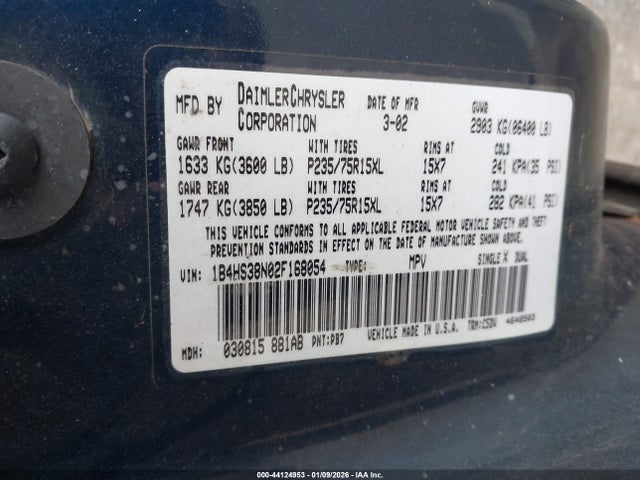 MFD BY DAIMLERCHRYSLER CORPORATION DATE OF MFR 3-02 GVWR 2903 KG(06400 LB)
GAWR FRONT WITH TIRES RIMS AT COLD
1633 KG(3600 LB) P235/75R15XL 15X7 241 KPA(35 PSI)
GAWR REAR WITH TIRES RIMS AT COLD
1747 KG(3850 LB) P235/75R15XL 15X7 282 KPA(41 PSI)
THIS VEHICLE CONFORMS TO ALL APPLICABLE FEDERAL MOTOR VEHICLE SAFETY AND THEFT
PREVENTION STANDARDS IN EFFECT ON THE DATE OF MANUFACTURE SHOWN ABOVE.
VIN: 1B4HS38N02F168054 TYPE: MPV SINGLE X DUAL
MDH: 030815 881AB PNT:PB7 VEHICLE MADE IN U.S.A. TRM:C5DV
000-44124953 - 01/09/2026 - IAA Inc.